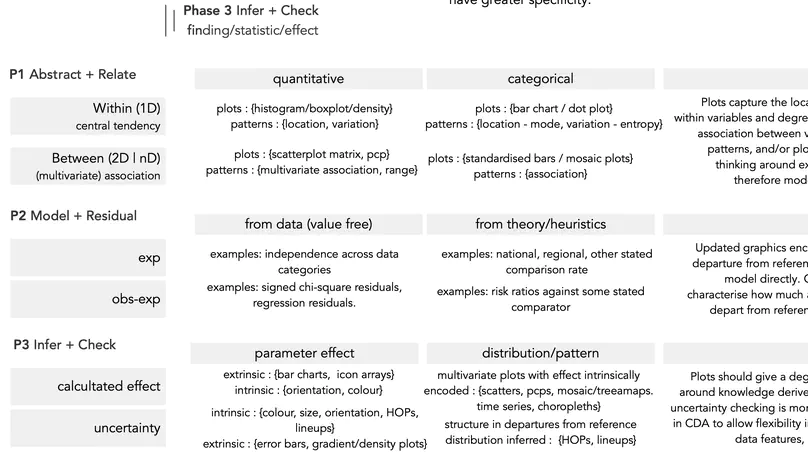 have greater specificity.
Phase 3 Infer + Check
finding/statistic/effect
P1 Abstract + Relate
quantitative
categorical
Within (1D)
central tendency
plots : {histogram/boxplot/density}
patterns : {location, variation}
plots : {bar chart / dot plot}
patterns : {location - mode, variation - entropy}
Between (2D | nD)
(multivariate) association
plots : {scatterplot matrix, pcp}
patterns : {multivariate association, range}
plots : {standardised bars / mosaic plots}
patterns : {association}
Plots capture the loca
within variables and degre
association between v
patterns, and/or plo
thinking around ex
therefore mod
P2 Model + Residual
from data (value free)
from theory/heuristics
exp
examples: independence across data
categories
examples: national, regional, other stated
comparison rate
obs-exp
examples: signed chi-square residuals,
regression residuals.
examples: risk ratios against some stated
comparator
Updated graphics enc
departure from referen
model directly. C
characterise how much a
depart from referen
P3 Infer + Check
parameter effect
distribution/pattern
calcultated effect
extrinsic : {bar charts, icon arrays}
intrinsic : {orientation, colour}
multivariate plots with effect intrinsically
encoded : {scatters, pcps, mosaic/treeamaps.
time series, choropleths}
uncertainty
intrinsic : {colour, size, orientation, HOPs,
lineups}
extrinsic : {error bars, gradient/density plots}
structure in departures from reference
distribution inferred : {HOPs, lineups}
Plots should give a deg
around knowledge derive
uncertainty checking is mor
in CDA to allow flexibility i
data features,